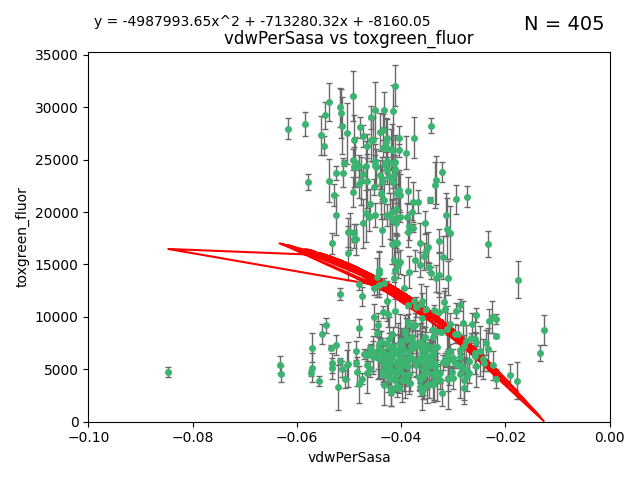 y = -4987993.65x^2 + -713280.32x + -8160.05
N = 405
vdwPerSasa vs toxgreen_fluor
35000
30000
25000
20000
15000
10000
5000
0
toxgreen_fluor
−0.10
−0.08
−0.06
−0.04
−0.02
0.00
vdwPerSasa